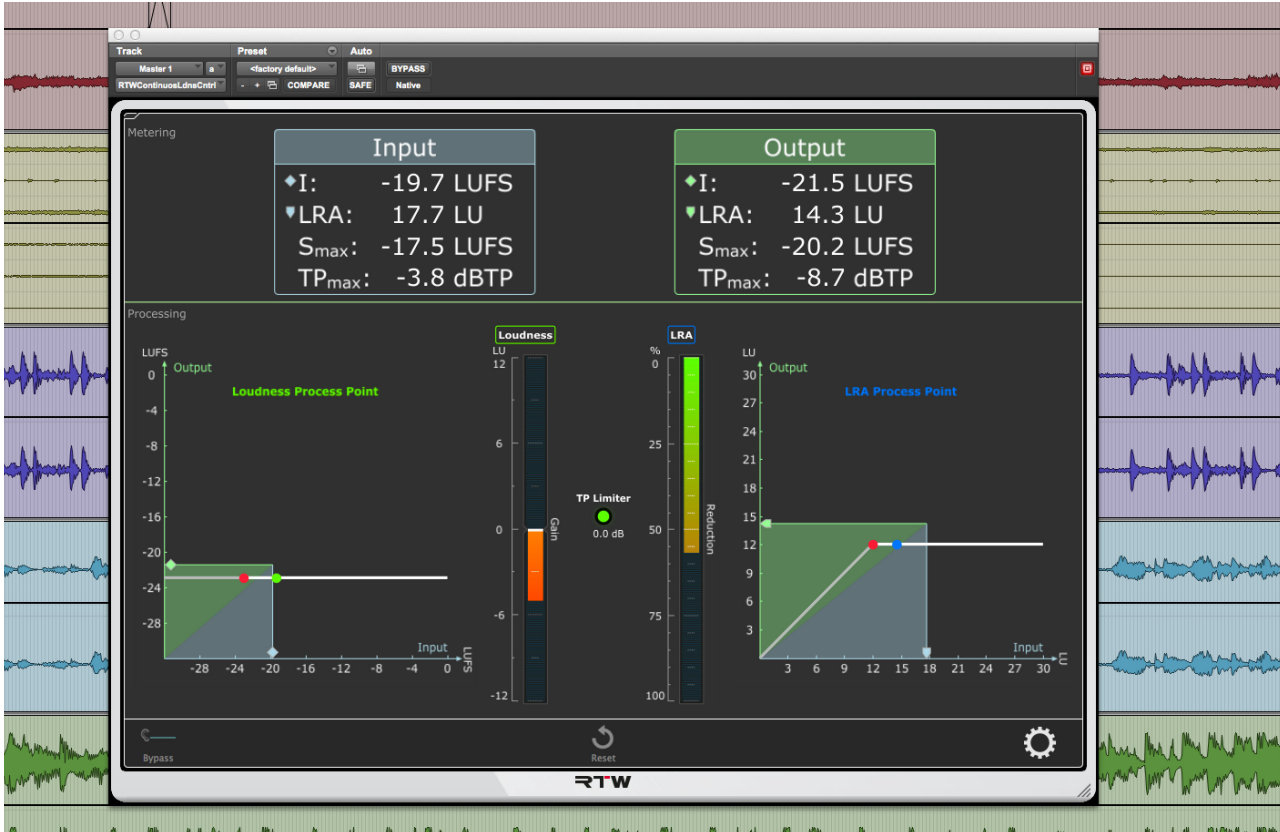 Track
Preset
Auto
Master 1
a
<factory default>
BYPASS
RTWContinuosLdnsCntrl
- + COMPARE
SAFE
Native
Metering
Input
I: -19.7 LUFS
LRA: 17.7 LU
Smax: -17.5 LUFS
TPmax: -3.8 dBTP
Output
I: -21.5 LUFS
LRA: 14.3 LU
Smax: -20.2 LUFS
TPmax: -8.7 dBTP
Processing
LUFS
Output
Loudness Process Point
0
-4
-8
-12
-16
-20
-24
-28
Input
LUFS
-28 -24 -20 -16 -12 -8 -4 0
Loudness
LU
12
6
0
-6
-12
Gain
TP Limiter
0.0 dB
LRA
%
0
25
50
75
100
Reduction
LU
Output
LRA Process Point
30
27
24
21
18
15
12
9
6
3
Input
LU
3 6 9 12 15 18 21 24 27 30
Bypass
Reset
RTW